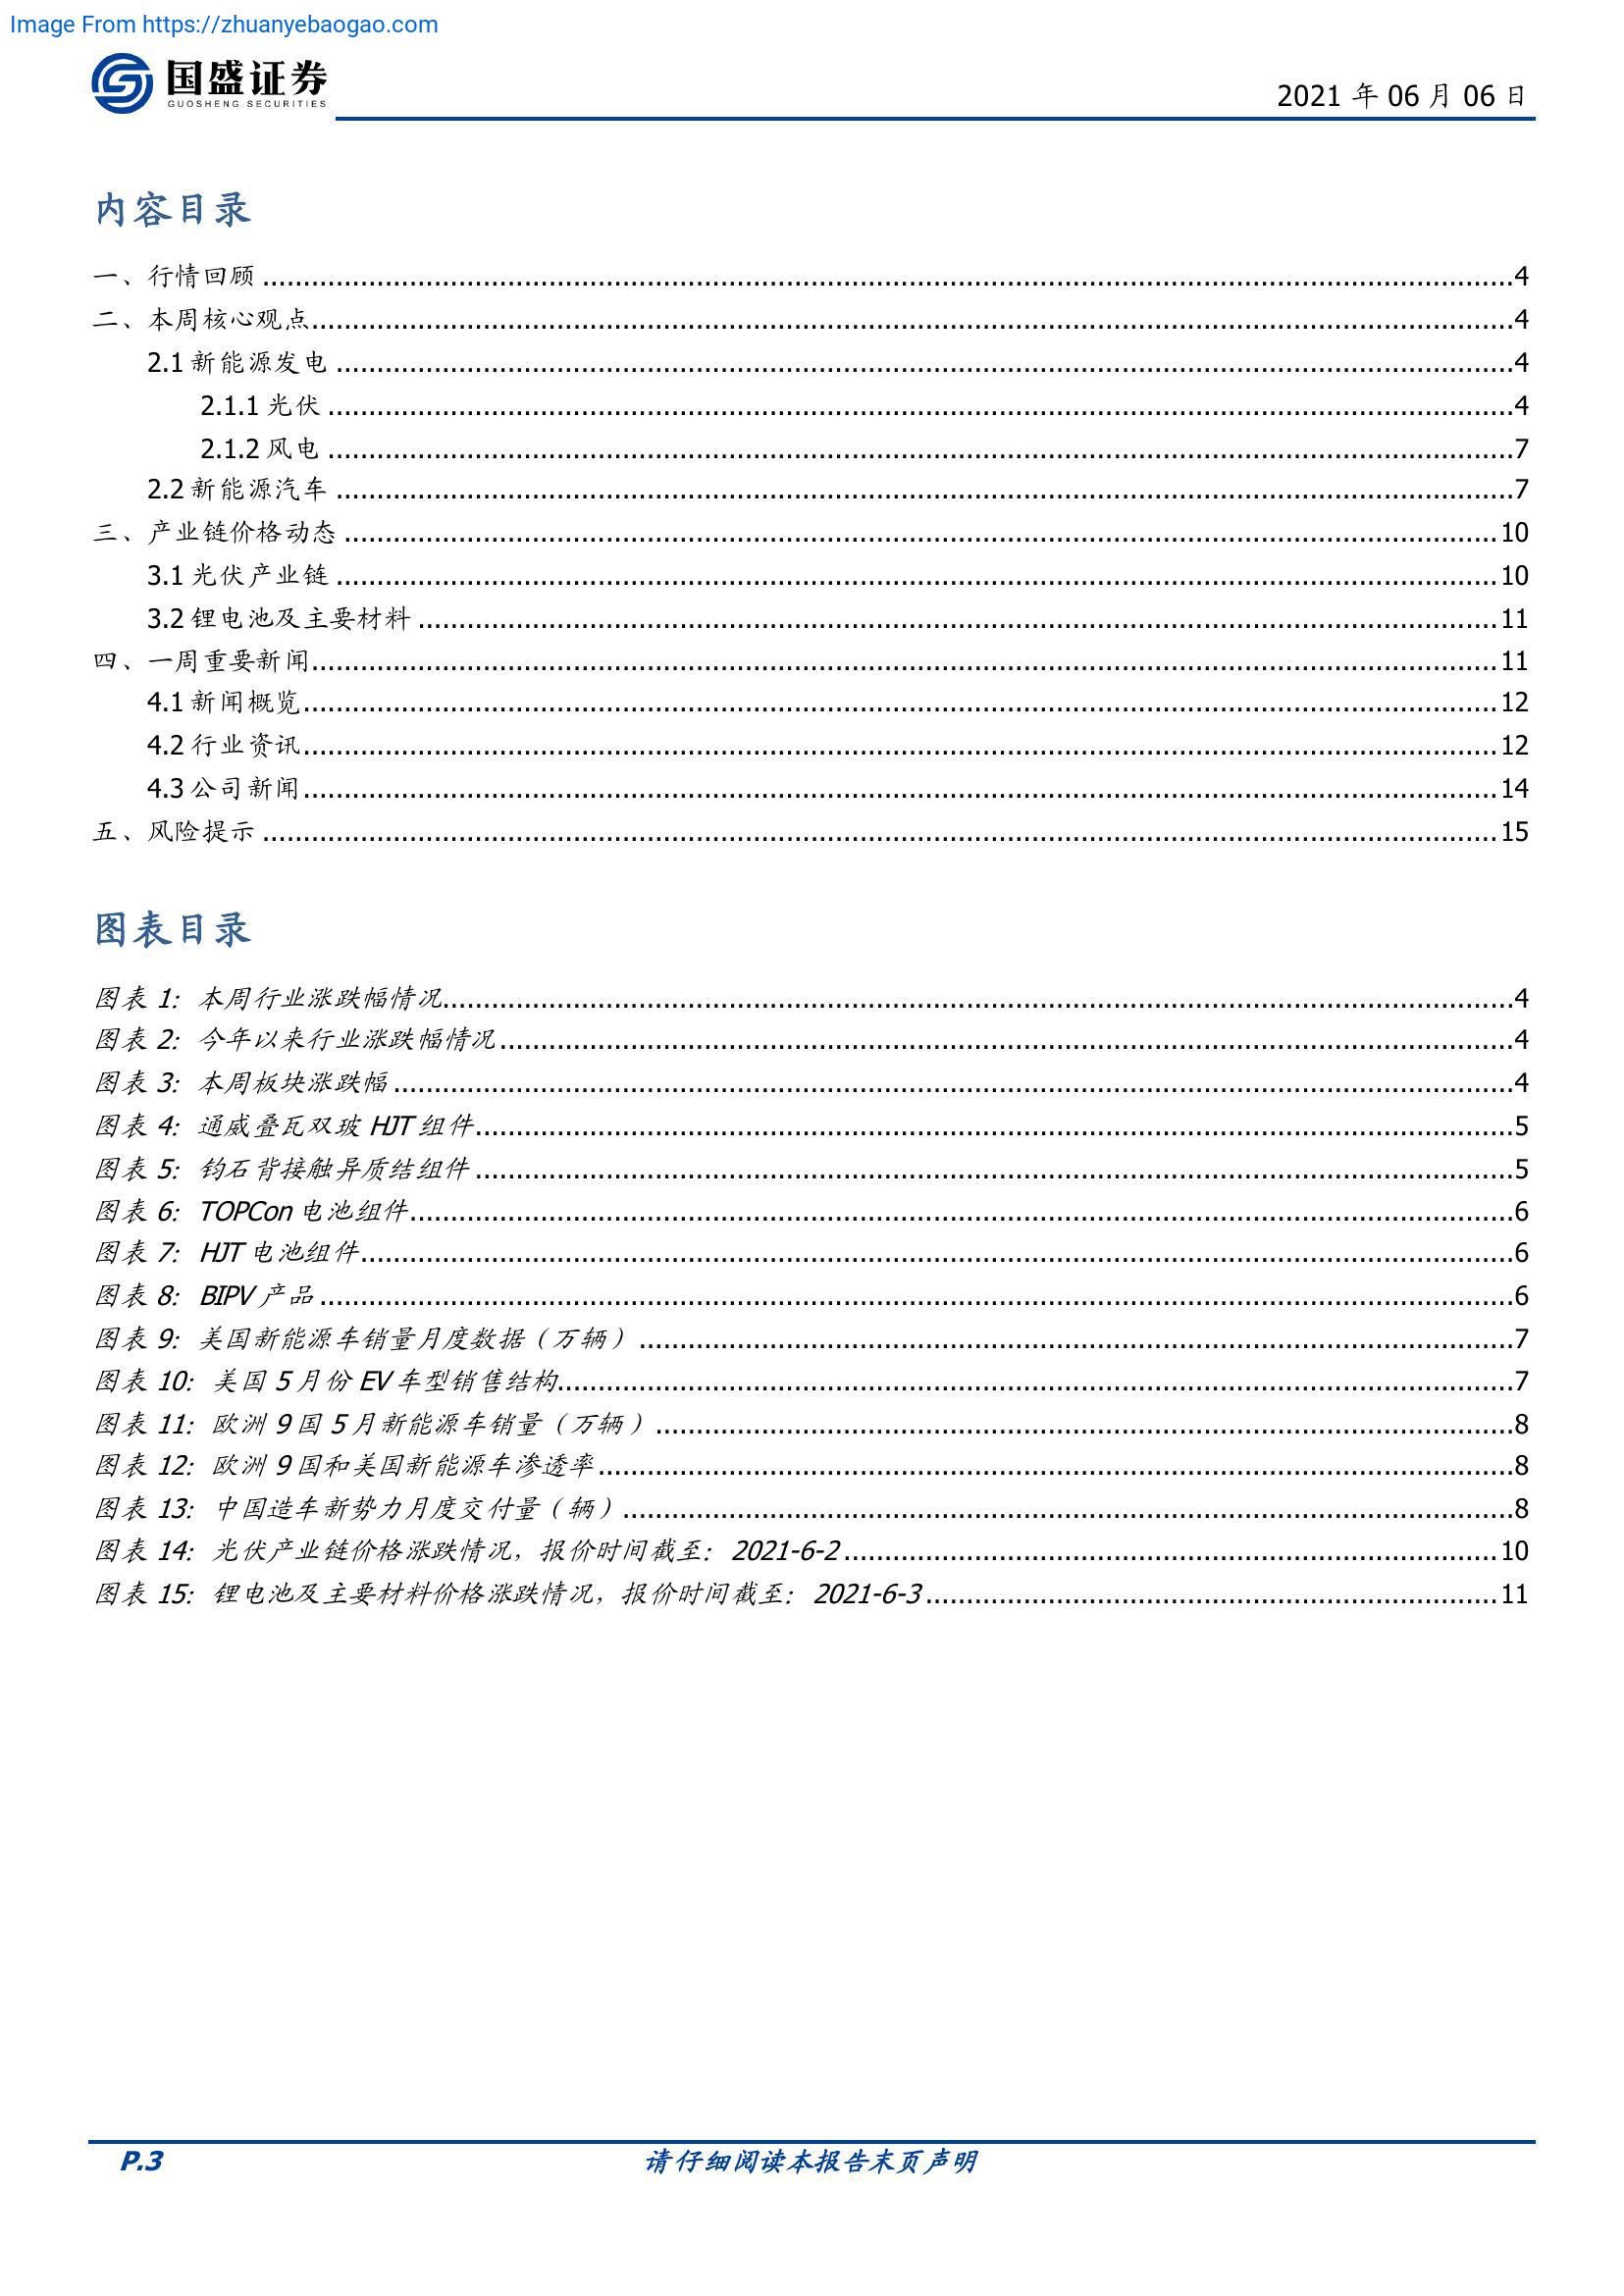 Image From https://zhuanyebaogao.com
国盛证券
GUOSHENG SECURITIES
2021 年 06 月 06 日
内容目录
一、行情回顾 ........ 4
二、本周核心观点 ........ 4
2.1 新能源发电 ........ 4
2.1.1 光伏 ........ 4
2.1.2 风电 ........ 7
2.2 新能源汽车 ........ 7
三、产业链价格动态 ........ 10
3.1 光伏产业链 ........ 10
3.2 锂电池及主要材料 ........ 11
四、一周重要新闻 ........ 11
4.1 新闻概览 ........ 12
4.2 行业资讯 ........ 12
4.3 公司新闻 ........ 14
五、风险提示 ........ 15
图表目录
图表 1：本周行业涨跌幅情况 ........ 4
图表 2：今年以来行业涨跌幅情况 ........ 4
图表 3：本周板块涨跌幅 ........ 4
图表 4：通威叠瓦双玻 HJT 组件 ........ 5
图表 5：钧石背接触异质结组件 ........ 5
图表 6：TOPCon 电池组件 ........ 6
图表 7：HJT 电池组件 ........ 6
图表 8：BIPV 产品 ........ 6
图表 9：美国新能源车销量月度数据（万辆） ........ 7
图表 10：美国 5 月份 EV 车型销售结构 ........ 7
图表 11：欧洲 9 国 5 月新能源车销量（万辆） ........ 8
图表 12：欧洲 9 国和美国新能源车渗透率 ........ 8
图表 13：中国造车新势力月度交付量（辆） ........ 8
图表 14：光伏产业链价格涨跌情况，报价时间截至：2021-6-2 ........ 10
图表 15：锂电池及主要材料价格涨跌情况，报价时间截至：2021-6-3 ........ 11
P.3
请仔细阅读本报告末页声明